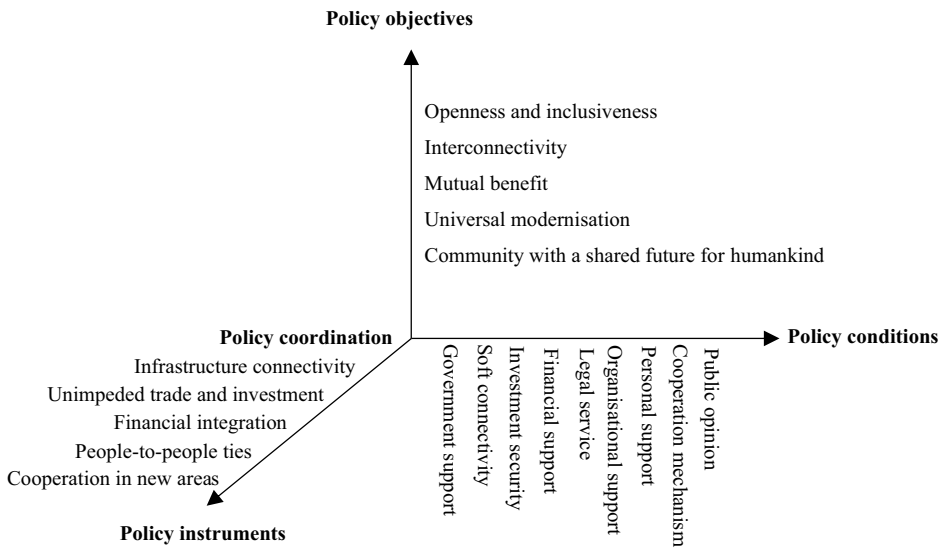 Policy objectives
Openness and inclusiveness
Interconnectivity
Mutual benefit
Universal modernisation
Community with a shared future for humankind
Policy coordination
Policy conditions
Infrastructure connectivity
Unimpeded trade and investment
Financial integration
People-to-people ties
Cooperation in new areas
Policy instruments
Government support
Soft connectivity
Investment security
Financial support
Legal service
Organisational support
Personal support
Cooperation mechanism
Public opinion